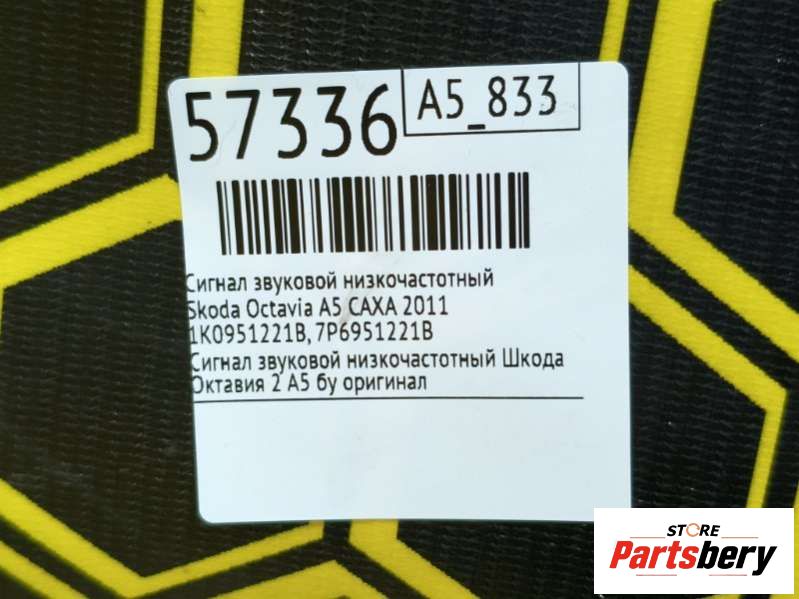 57336
A5_833
Сигнал звуковой низкочастотный
Skoda Octavia A5 CAXA 2011
1K0951221B, 7P6951221B
Сигнал звуковой низкочастотный Шкода
Октавия 2 А5 бу оригинал
STORE
Partsbery